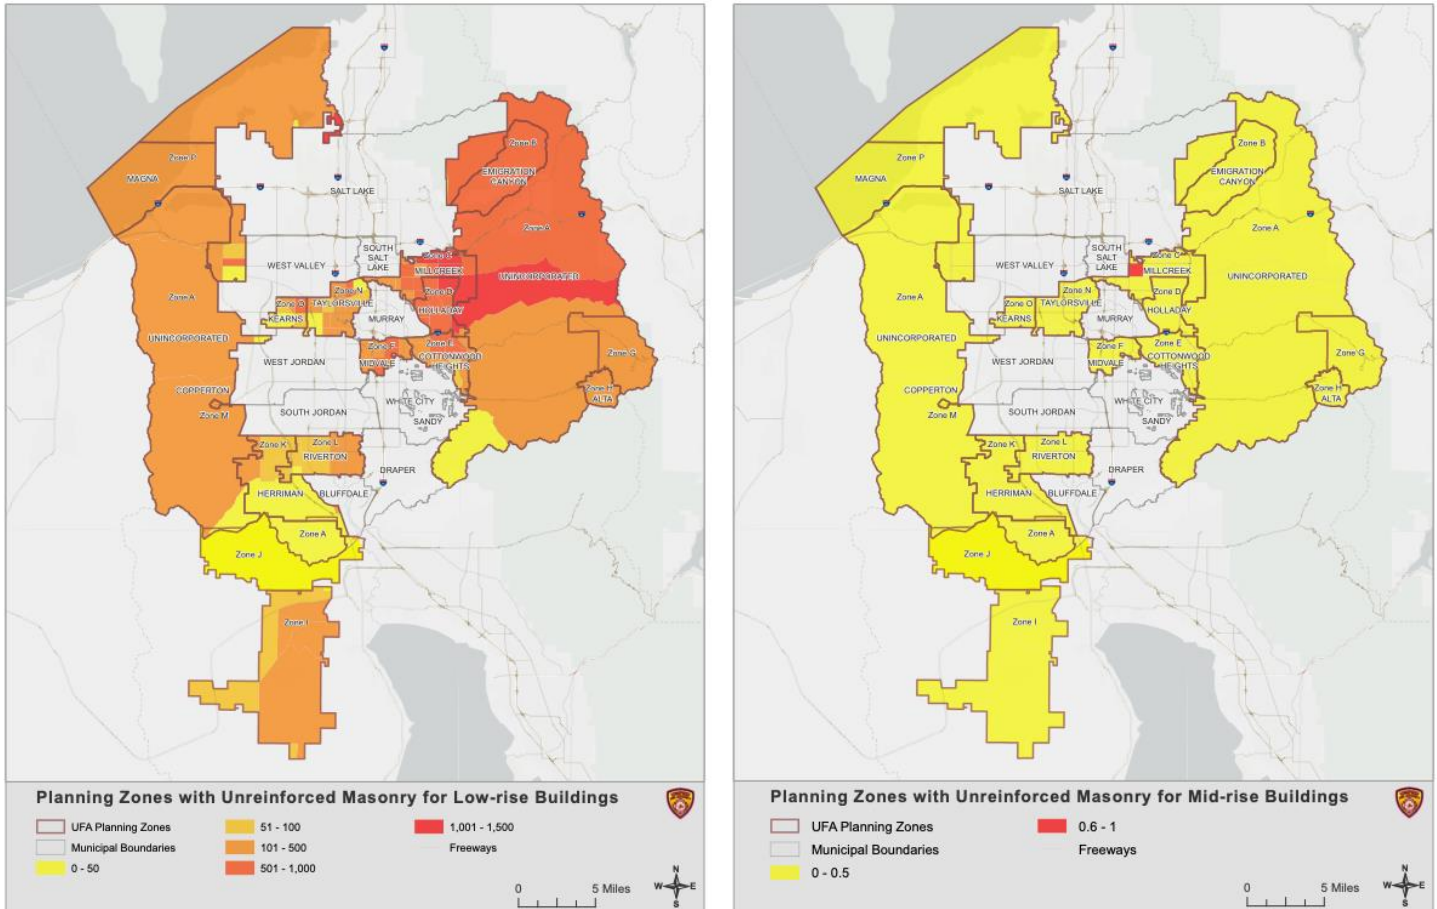 Zone B
EMIGRATION
CANYON
Zone P
MAGNA
SALT LAKE
Zone A
SOUTH
SALT
LAKE
WEST VALLEY
Zone C
MILLCREEK
UNINCORPORATED
Zone A
Zone N
Zone D
Zone O
TAYLORSVILLE
HOLLADAY
KEARNS
MURRAY
UNINCORPORATED
Zone F
Zone E
WEST JORDAN
MIDVALE
COTTONWOOD
HEIGHTS
Zone G
COPPERTON
Zone H
ALTA
Zone M
SOUTH JORDAN
WHITE CITY
SANDY
Zone K
Zone L
RIVERTON
DRAPER
HERRIMAN
BLUFFDALE
Zone A
Zone J
Zone I
Planning Zones with Unreinforced Masonry for Low-rise Buildings
UFA Planning Zones
Municipal Boundaries
0 - 50
51 - 100
101 - 500
501 - 1,000
1,001 - 1,500
Freeways
0 5 Miles
N
W E
S
Zone B
EMIGRATION
CANYON
Zone P
MAGNA
SALT LAKE
Zone A
SOUTH
SALT
LAKE
WEST VALLEY
Zone C
MILLCREEK
UNINCORPORATED
Zone A
Zone N
Zone D
Zone O
TAYLORSVILLE
HOLLADAY
KEARNS
MURRAY
UNINCORPORATED
Zone F
Zone E
WEST JORDAN
MIDVALE
COTTONWOOD
HEIGHTS
Zone G
COPPERTON
Zone H
ALTA
Zone M
SOUTH JORDAN
WHITE CITY
SANDY
Zone K
Zone L
RIVERTON
DRAPER
HERRIMAN
BLUFFDALE
Zone A
Zone J
Zone I
Planning Zones with Unreinforced Masonry for Mid-rise Buildings
UFA Planning Zones
Municipal Boundaries
0 - 0.5
0.6 - 1
Freeways
0 5 Miles
N
W E
S